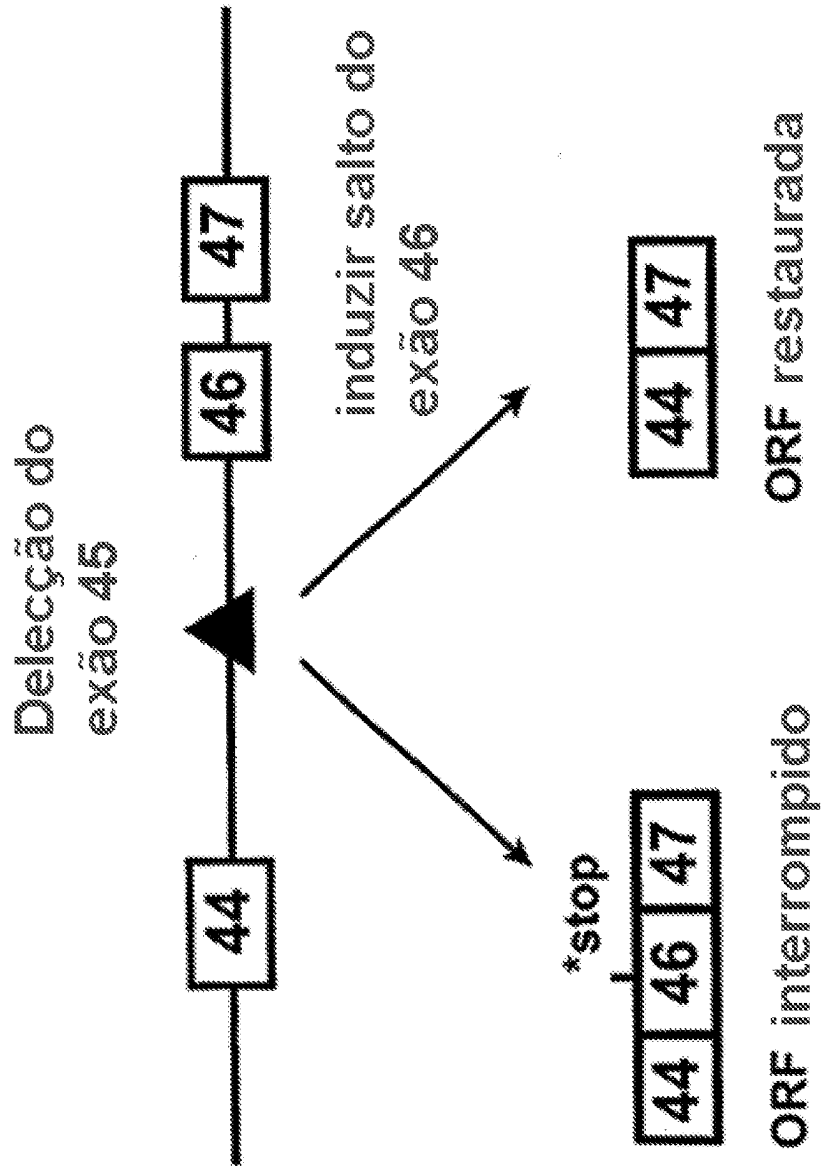 Delecção do
exão 45
44
46
47
induzir salto do
exão 46
*stop
44 46 47
44 47
ORF interrompido
ORF restaurada